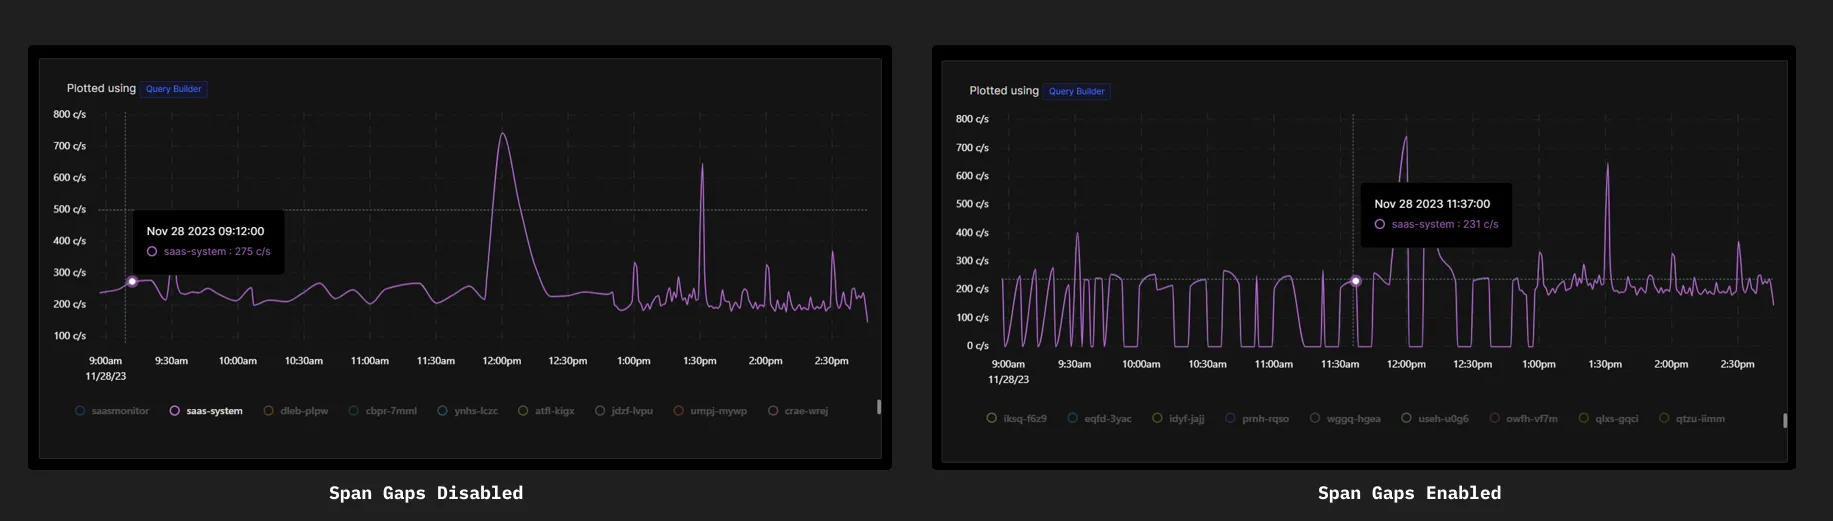 Plotted using Query Builder
800 c/s
700 c/s
600 c/s
500 c/s
400 c/s
300 c/s
200 c/s
100 c/s
Nov 28 2023 09:12:00
saas-system : 275 c/s
9:00am 9:30am 10:00am 10:30am 11:00am 11:30am 12:00pm 12:30pm 1:00pm 1:30pm 2:00pm 2:30pm
11/28/23
saasmonitor saas-system dleb-plpw cbpr-7mml ynhs-lczc atfl-kigx jdzf-lvpu umpj-mywp crae-wrej
Span Gaps Disabled
Plotted using Query Builder
800 c/s
700 c/s
600 c/s
500 c/s
400 c/s
300 c/s
200 c/s
100 c/s
0 c/s
Nov 28 2023 11:37:00
saas-system : 231 c/s
9:00am 9:30am 10:00am 10:30am 11:00am 11:30am 12:00pm 12:30pm 1:00pm 1:30pm 2:00pm 2:30pm
11/28/23
iksq-f6z9 eqfd-3yac idyf-jajj prnh-rqso wggq-hgea useh-u0g6 owfh-vf7m qlxs-gqci qtzu-iimm
Span Gaps Enabled